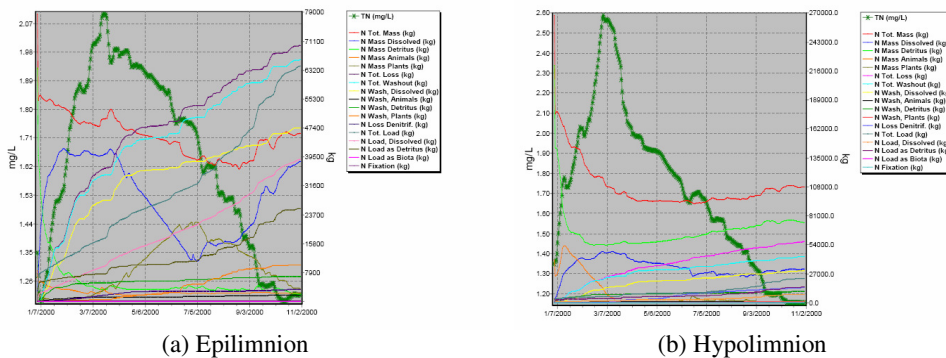 2.07
1.98
1.89
1.80
1.71
1.62
1.53
1.44
1.35
1.26
mg/L
79000
71100
63200
55300
47400
39600
31600
23700
15800
7900
kg
1/7/2000
3/7/2000
5/6/2000
7/5/2000
9/3/2000
11/2/2000
TN (mg/L)
N Tot. Mass (kg)
N Mass Dissolved (kg)
N Mass Detritus (kg)
N Mass Animals (kg)
N Mass Plants (kg)
N Tot. Loss (kg)
N Tot. Washout (kg)
N Wash, Dissolved (kg)
N Wash, Animals (kg)
N Wash, Detritus (kg)
N Wash, Plants (kg)
N Loss Denitrif. (kg)
N Tot. Load (kg)
N Load, Dissolved (kg)
N Load as Detritus (kg)
N Load as Biota (kg)
N Fixation (kg)
(a) Epilimnion
2.60
2.50
2.40
2.30
2.20
2.10
2.00
1.90
1.80
1.70
1.60
1.50
1.40
1.30
1.20
mg/L
270000.0
243000.0
216000.0
189000.0
162000.0
135000.0
108000.0
81000.0
54000.0
27000.0
0.0
kg
1/7/2000
3/7/2000
5/6/2000
7/5/2000
9/3/2000
11/2/2000
TN (mg/L)
N Tot. Mass (kg)
N Mass Dissolved (kg)
N Mass Detritus (kg)
N Mass Animals (kg)
N Mass Plants (kg)
N Tot. Loss (kg)
N Tot. Washout (kg)
N Wash, Dissolved (kg)
N Wash, Animals (kg)
N Wash, Detritus (kg)
N Wash, Plants (kg)
N Loss Denitrif. (kg)
N Tot. Load (kg)
N Load, Dissolved (kg)
N Load as Detritus (kg)
N Load as Biota (kg)
N Fixation (kg)
(b) Hypolimnion